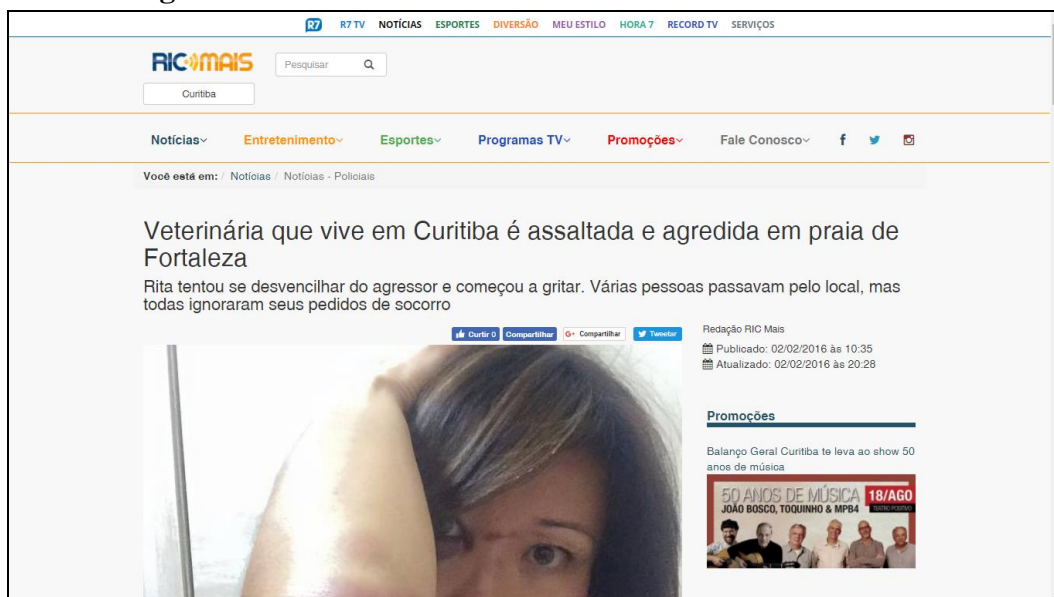 R7 R7 TV NOTÍCIAS ESPORTES DIVERSÃO MEU ESTILO HORA 7 RECORD TV SERVIÇOS
RIC MAIS
Pesquisar
Curitiba
Notícias Entretenimento Esportes Programas TV Promoções Fale Conosco
Você está em: / Notícias / Notícias - Policiais
Veterinária que vive em Curitiba é assaltada e agredida em praia de
Fortaleza
Rita tentou se desvencilhar do agressor e começou a gritar. Várias pessoas passavam pelo local, mas
todas ignoraram seus pedidos de socorro
Curtir 0 Compartilhar G+ Compartilhar Tweetar
Redação RIC Mais
Publicado: 02/02/2016 às 10:35
Atualizado: 02/02/2016 às 20:28
Promoções
Balanço Geral Curitiba te leva ao show 50
anos de música
50 ANOS DE MÚSICA
JOÃO BOSCO, TOQUINHO & MPB4
18/AGO
TEATRO POSITIVO